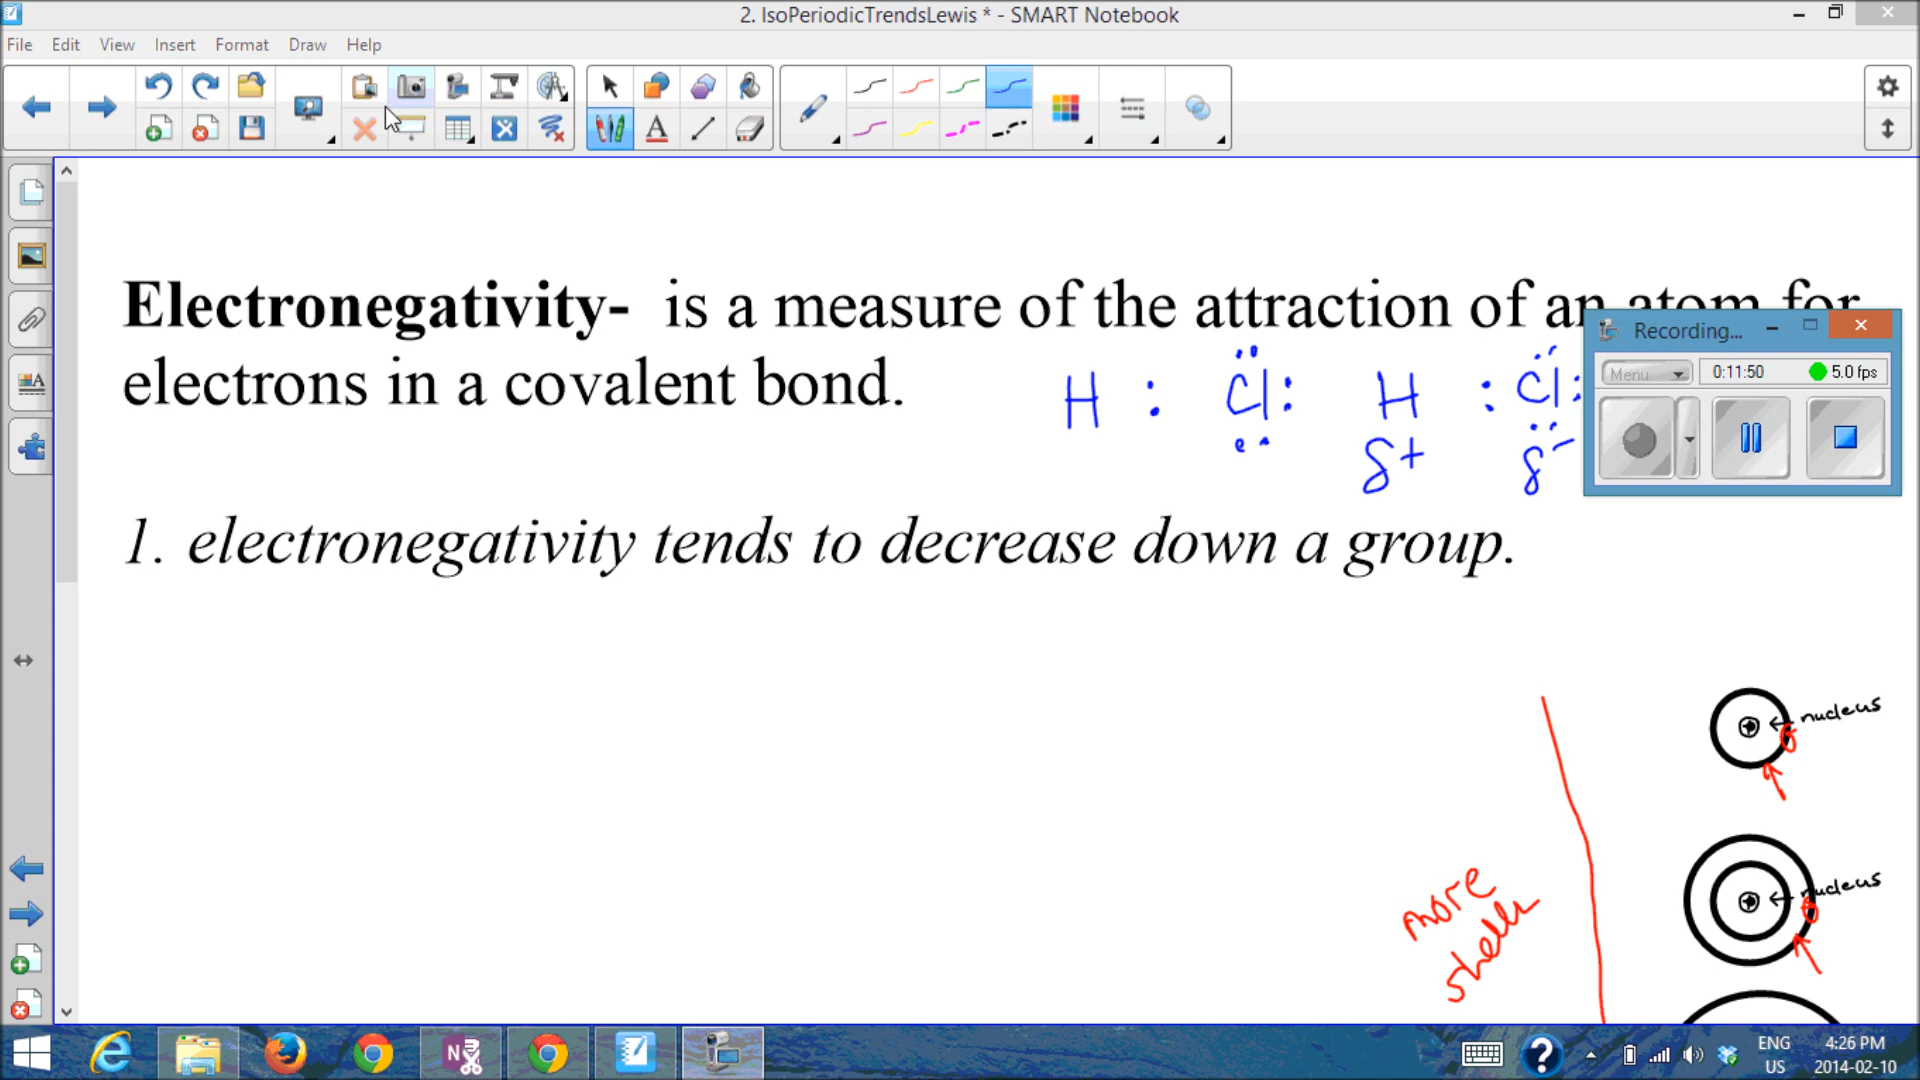 2. IsoPeriodicTrendsLewis * - SMART Notebook
File Edit View Insert Format Draw Help
Electronegativity- is a measure of the attraction of an atom for
electrons in a covalent bond.
Recording...
Menu 0:11:50 5.0 fps
H : Cl : H : Cl :
δ+ δ-
1. electronegativity tends to decrease down a group.
nucleus
nucleus
more
shells
ENG
US
4:26 PM
2014-02-10